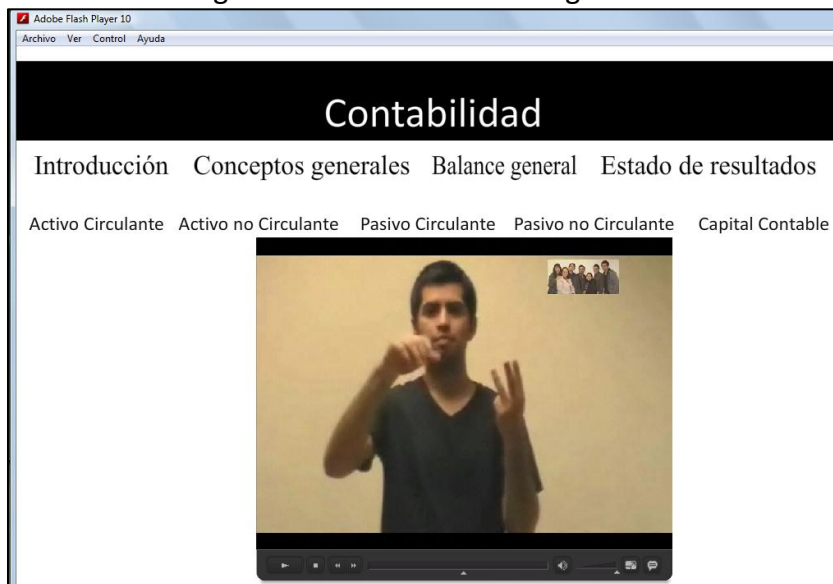 Adobe Flash Player 10
Archivo Ver Control Ayuda
Contabilidad
Introducción Conceptos generales Balance general Estado de resultados
Activo Circulante Activo no Circulante Pasivo Circulante Pasivo no Circulante Capital Contable